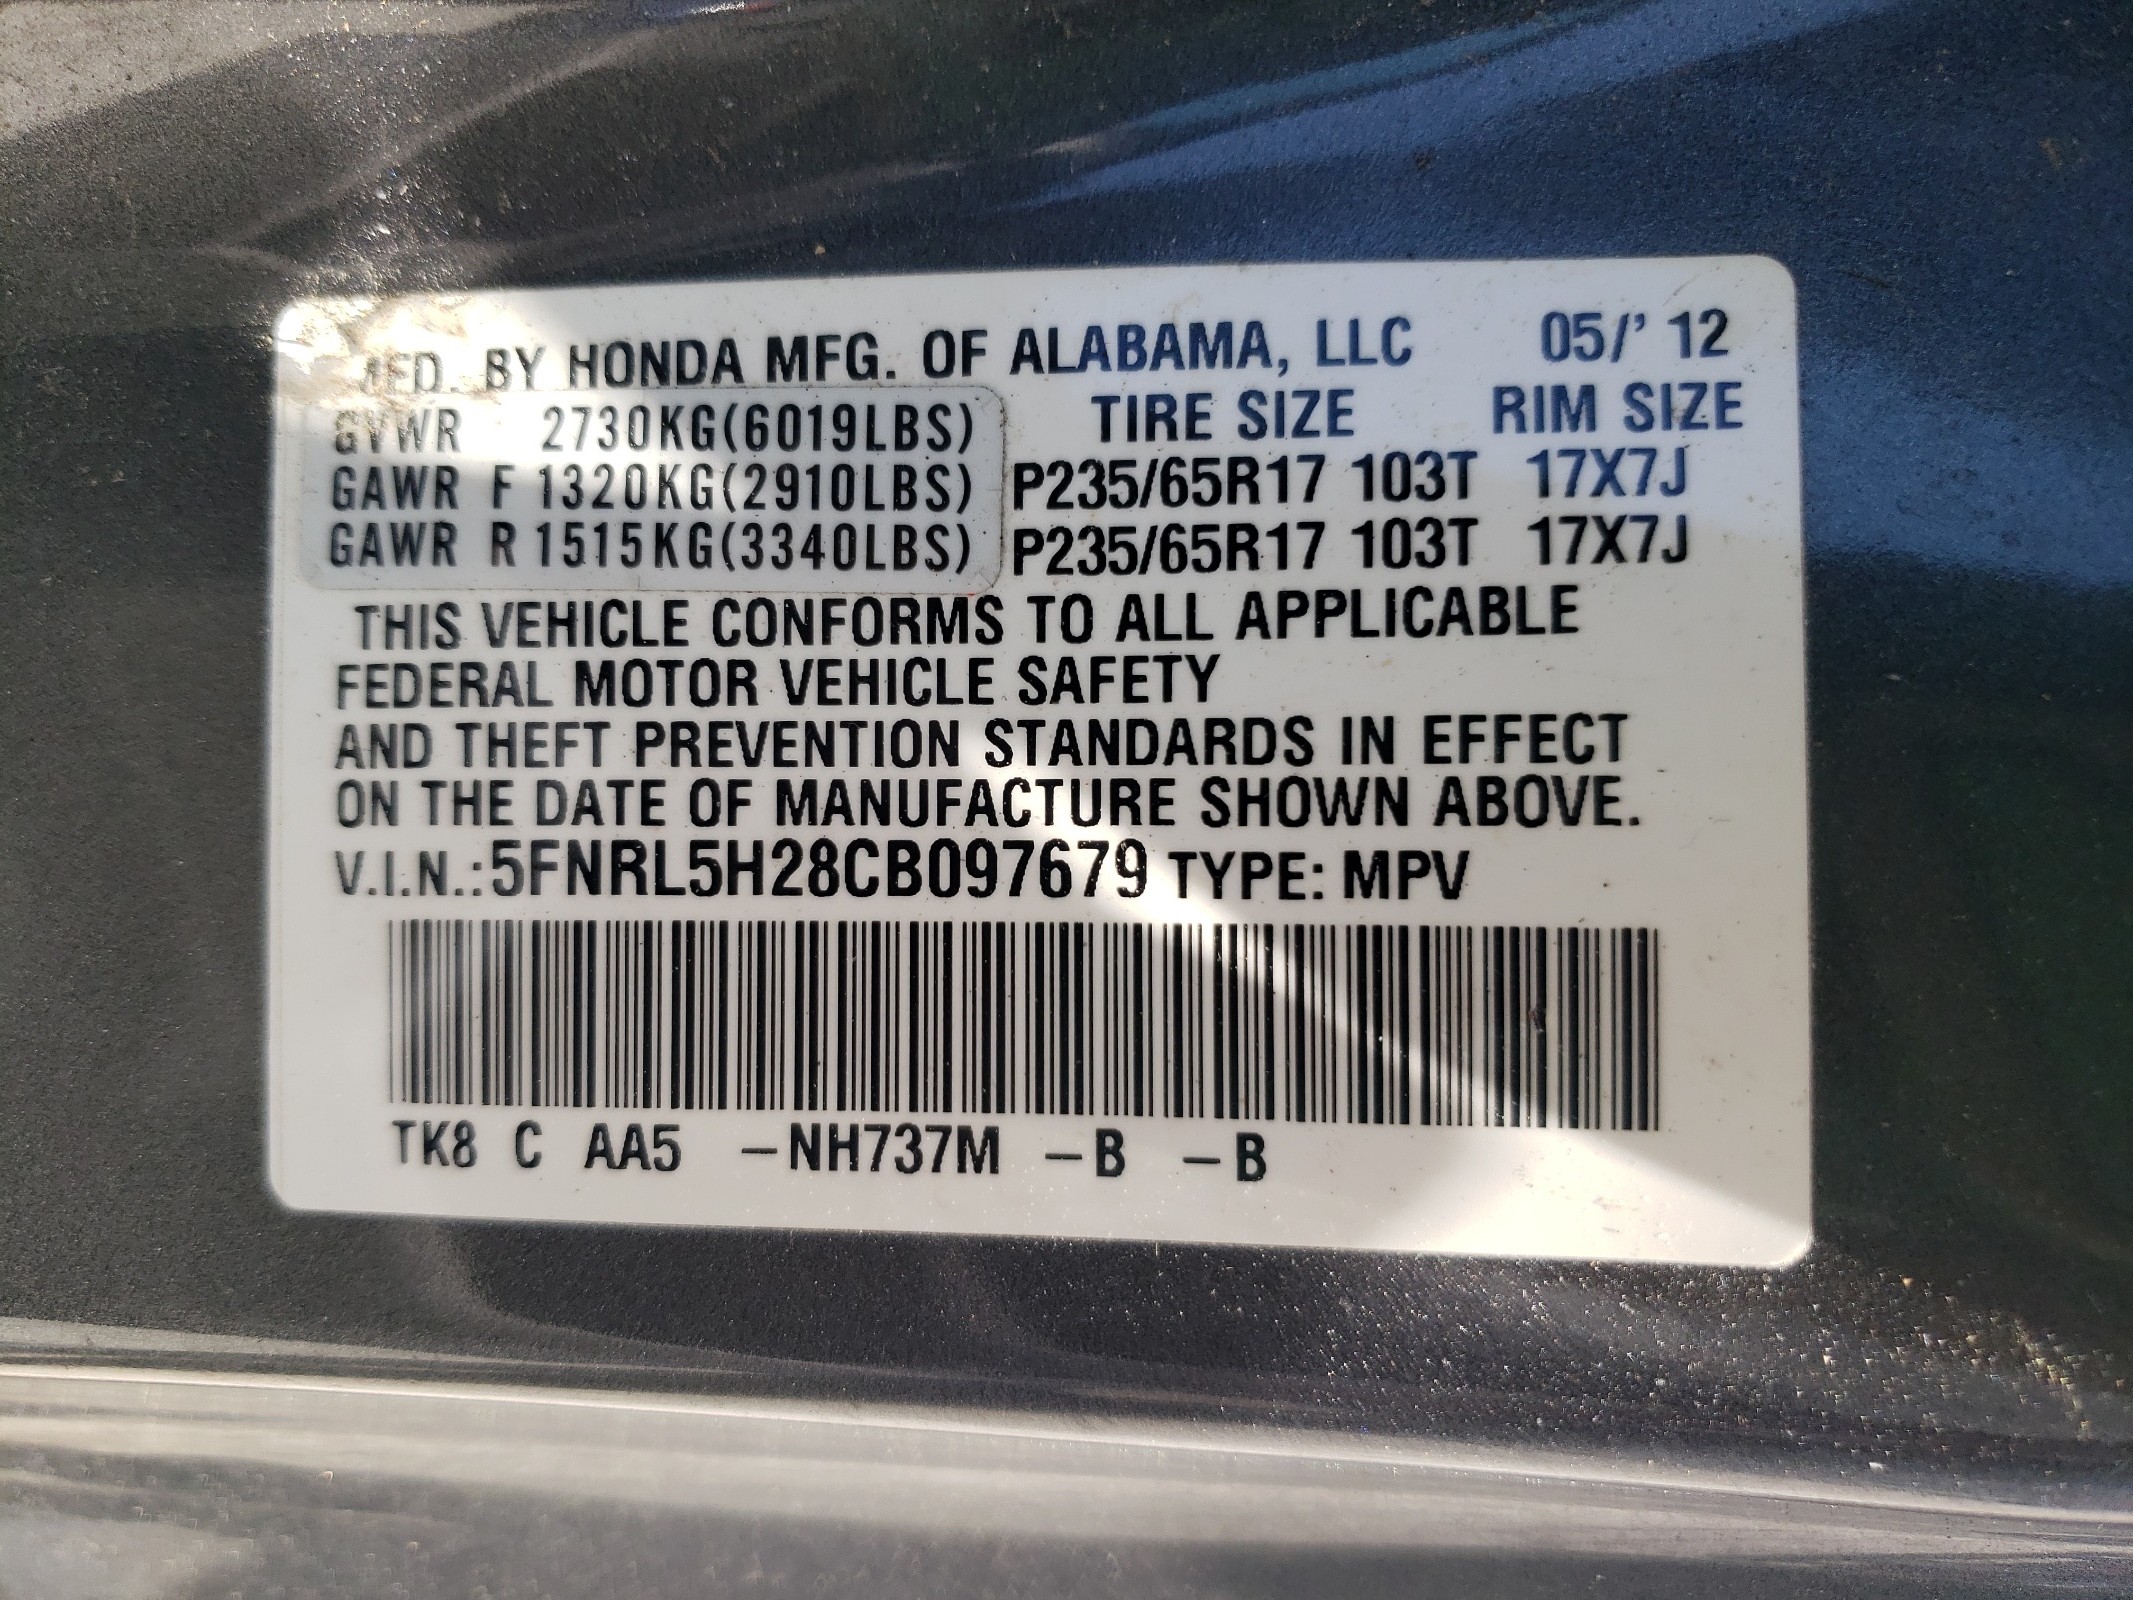 MFD. BY HONDA MFG. OF ALABAMA, LLC 05/' 12
GVWR 2730KG(6019LBS) TIRE SIZE RIM SIZE
GAWR F 1320KG(2910LBS) P235/65R17 103T 17X7J
GAWR R 1515KG(3340LBS) P235/65R17 103T 17X7J
THIS VEHICLE CONFORMS TO ALL APPLICABLE
FEDERAL MOTOR VEHICLE SAFETY
AND THEFT PREVENTION STANDARDS IN EFFECT
ON THE DATE OF MANUFACTURE SHOWN ABOVE.
V.I.N.:5FNRL5H28CB097679 TYPE: MPV
TK8 C AA5 –NH737M –B –B